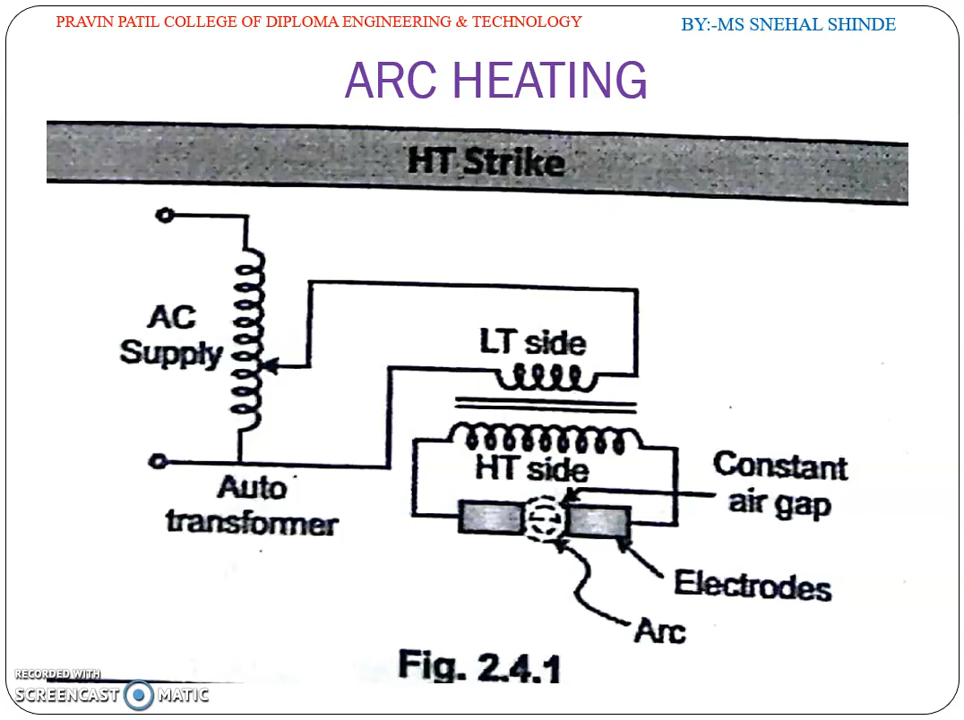 PRAVIN PATIL COLLEGE OF DIPLOMA ENGINEERING & TECHNOLOGY
BY:-MS SNEHAL SHINDE
ARC HEATING
HT Strike
AC
Supply
LT side
HT side
Constant
air gap
Auto
transformer
Electrodes
Arc
Fig. 2.4.1
RECORDED WITH
SCREENCAST MATIC